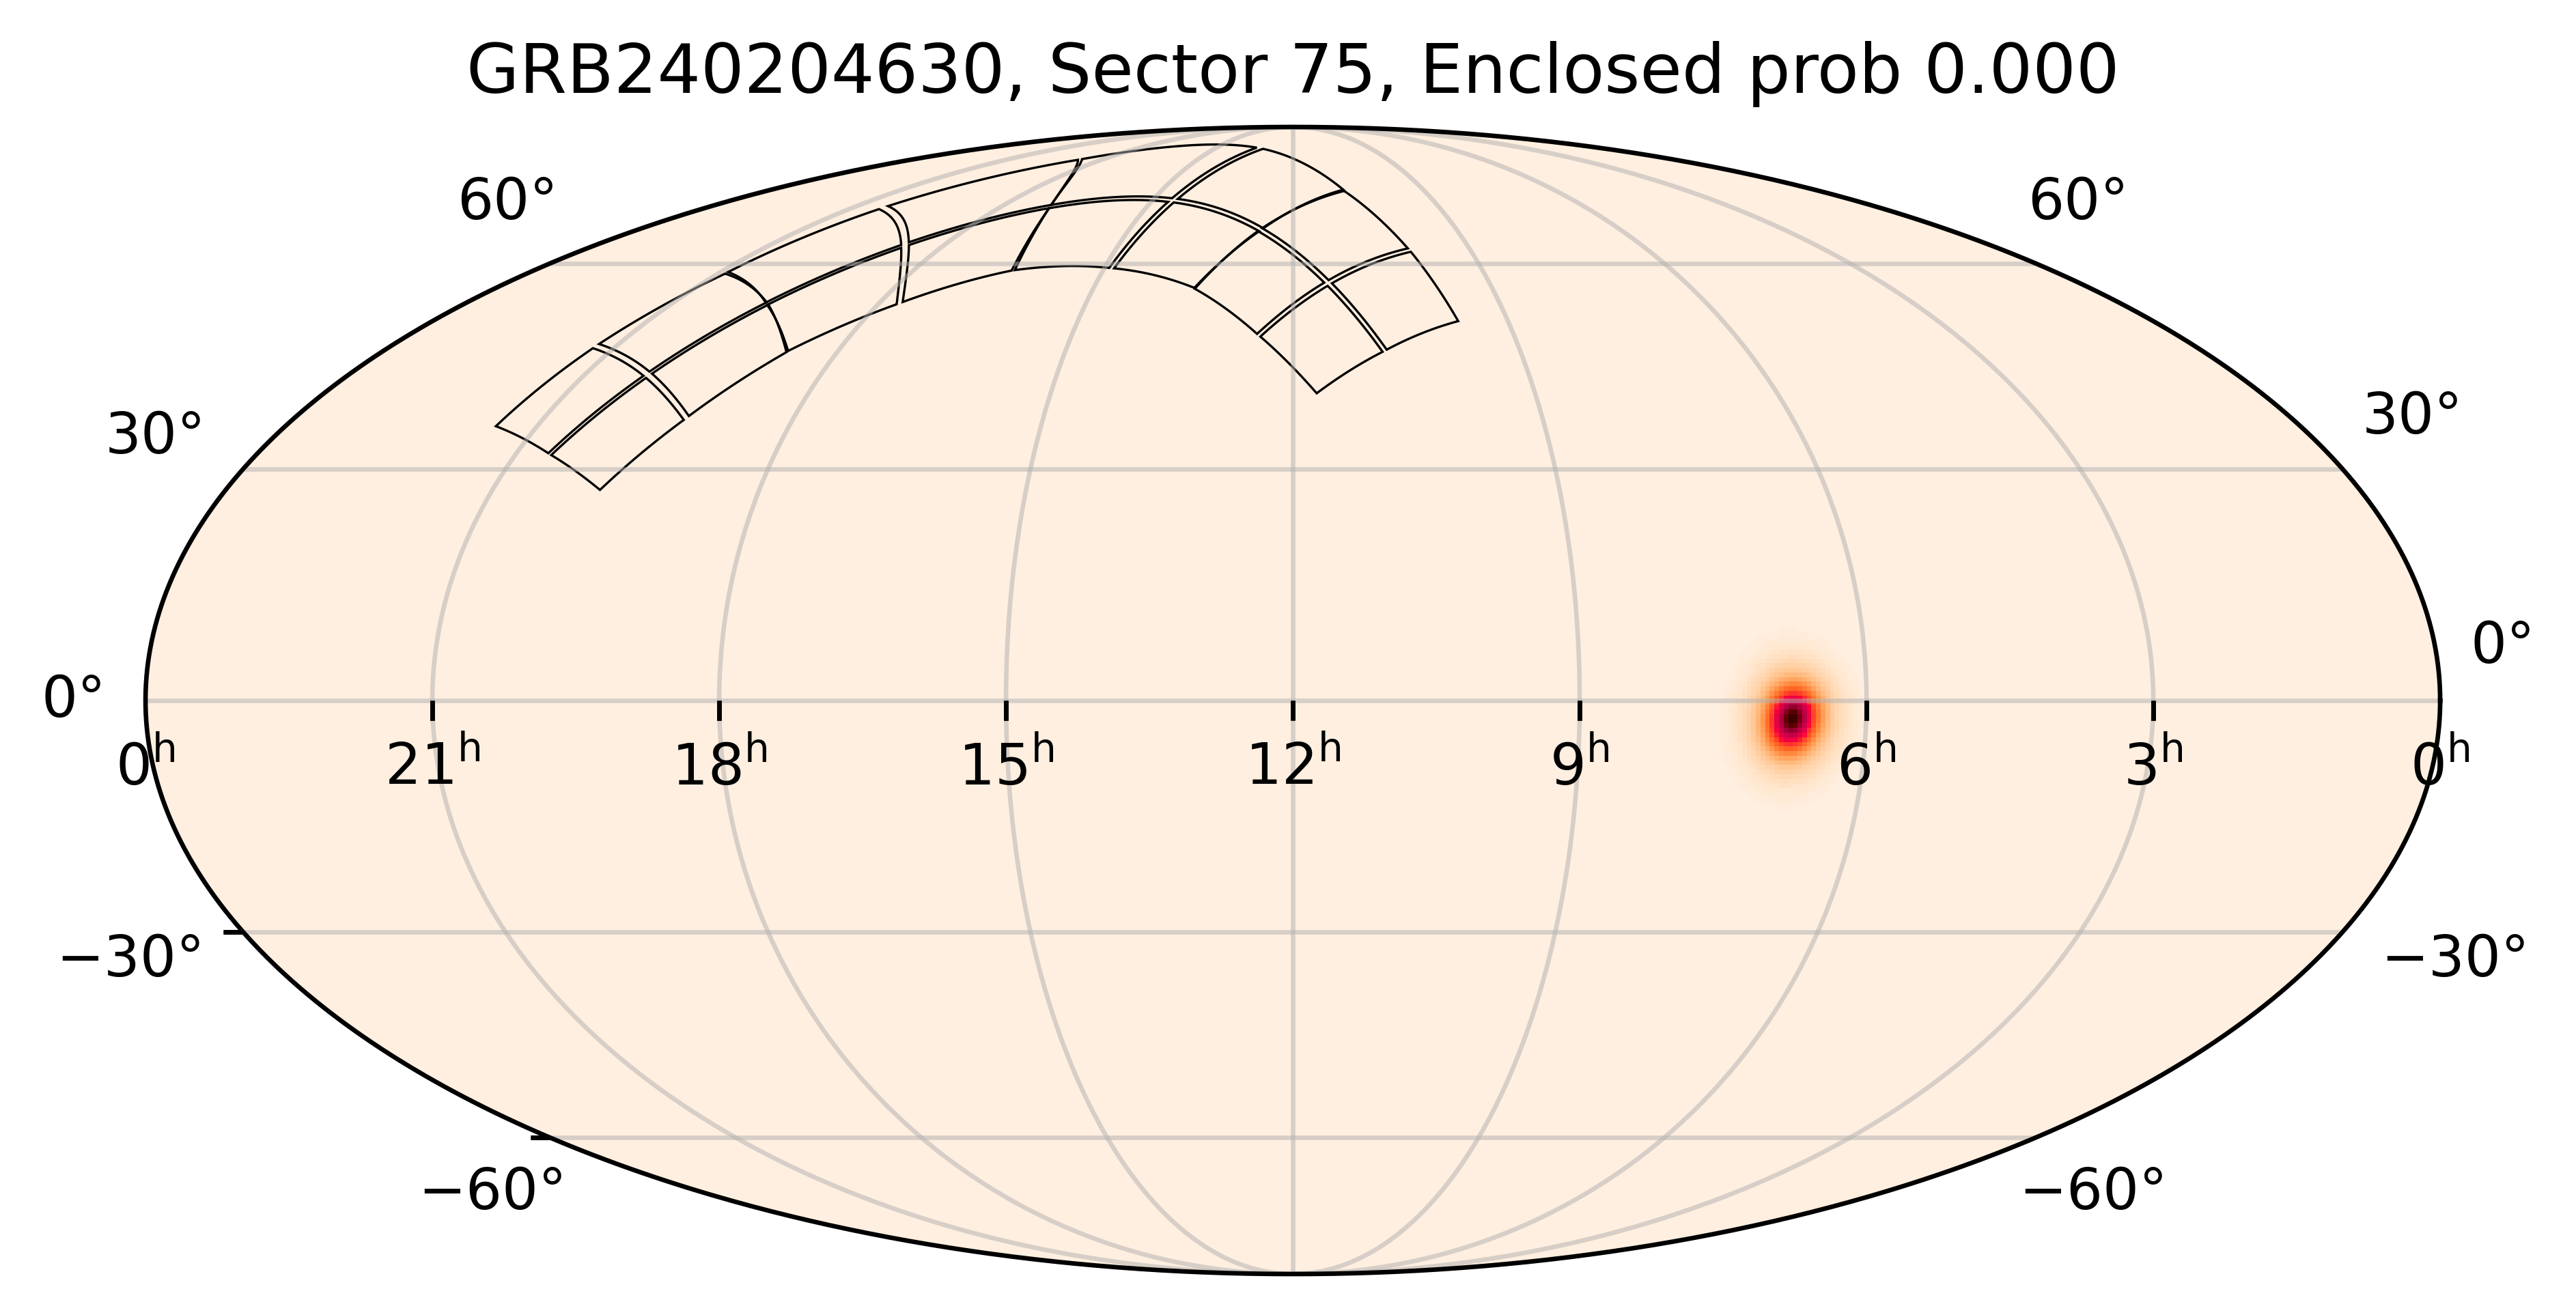 GRB240204630, Sector 75, Enclosed prob 0.000
60° 60°
30° 30°
0° 0°
0h 21h 18h 15h 12h 9h 6h 3h 0h
−30° −30°
−60° −60°